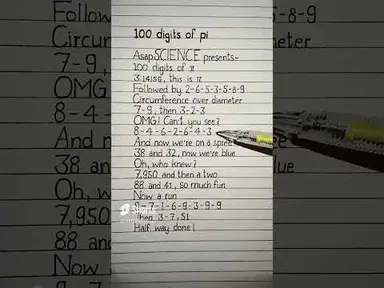 100 digits of pi
AsapSCIENCE presents-
100 digits of π
3.14159, this is π
Followed by 2-6-5-3-5-8-9
Circumference over diameter
7-9, then 3-2-3
OMG! Can't you see?
8-4-6-2-6-4-3
And now we're on a spree
38 and 32, now we're blue
Oh, who knew?
7,950 and then a two
88 and 41, so much fun
Now a run
9-7-1-6-9-3-9-9
Then 3-7, 51
Half way done!
Follow
5-8-9
Circum
meter
7-9,
OMG!
8-4-
And n
38 and
Oh, w
7,950
88 and
Now